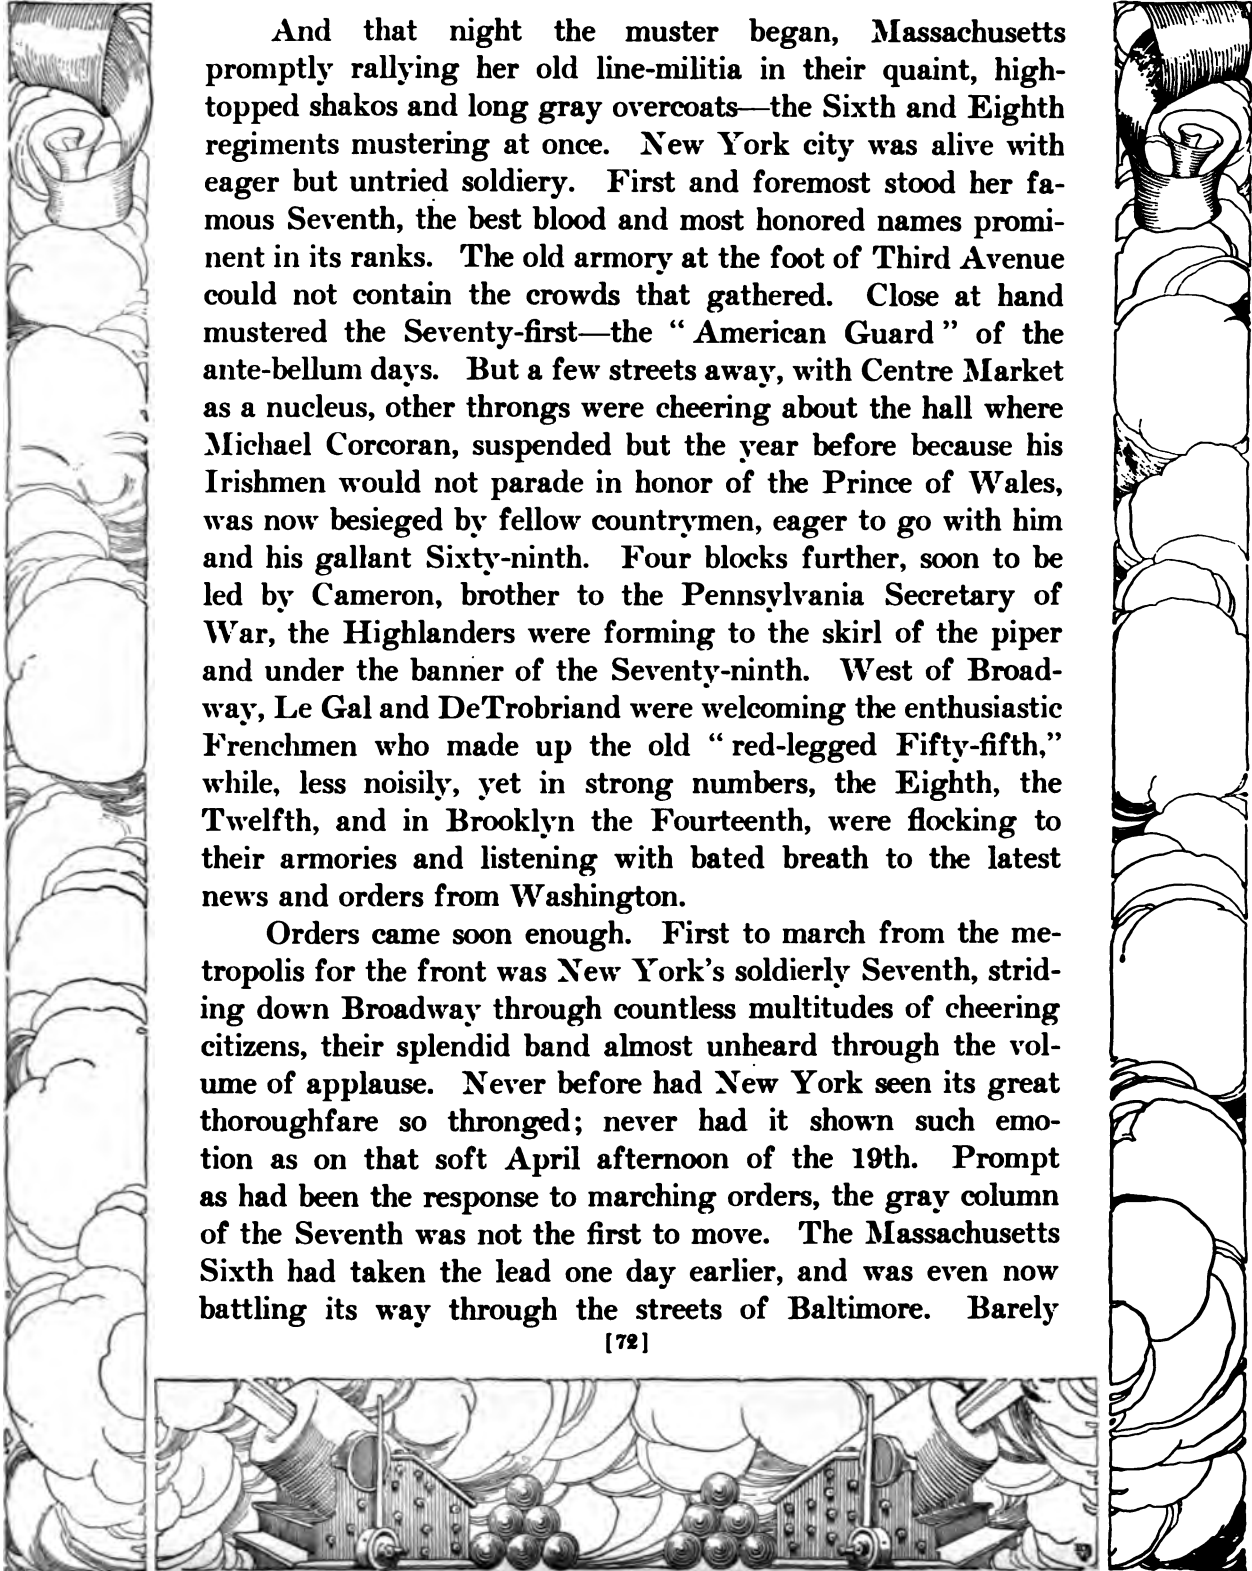 And that night the muster began, Massachusetts
promptly rallying her old line-militia in their quaint, high-
topped shakos and long gray overcoats—the Sixth and Eighth
regiments mustering at once. New York city was alive with
eager but untried soldiery. First and foremost stood her fa-
mous Seventh, the best blood and most honored names promi-
nent in its ranks. The old armory at the foot of Third Avenue
could not contain the crowds that gathered. Close at hand
mustered the Seventy-first—the “ American Guard ” of the
ante-bellum days. But a few streets away, with Centre Market
as a nucleus, other throngs were cheering about the hall where
Michael Corcoran, suspended but the year before because his
Irishmen would not parade in honor of the Prince of Wales,
was now besieged by fellow countrymen, eager to go with him
and his gallant Sixty-ninth. Four blocks further, soon to be
led by Cameron, brother to the Pennsylvania Secretary of
War, the Highlanders were forming to the skirl of the piper
and under the banner of the Seventy-ninth. West of Broad-
way, Le Gal and DeTrobriand were welcoming the enthusiastic
Frenchmen who made up the old “ red-legged Fifty-fifth,”
while, less noisily, yet in strong numbers, the Eighth, the
Twelfth, and in Brooklyn the Fourteenth, were flocking to
their armories and listening with bated breath to the latest
news and orders from Washington.
Orders came soon enough. First to march from the me-
tropolis for the front was New York's soldierly Seventh, strid-
ing down Broadway through countless multitudes of cheering
citizens, their splendid band almost unheard through the vol-
ume of applause. Never before had New York seen its great
thoroughfare so thronged; never had it shown such emo-
tion as on that soft April afternoon of the 19th. Prompt
as had been the response to marching orders, the gray column
of the Seventh was not the first to move. The Massachusetts
Sixth had taken the lead one day earlier, and was even now
battling its way through the streets of Baltimore. Barely
[72]